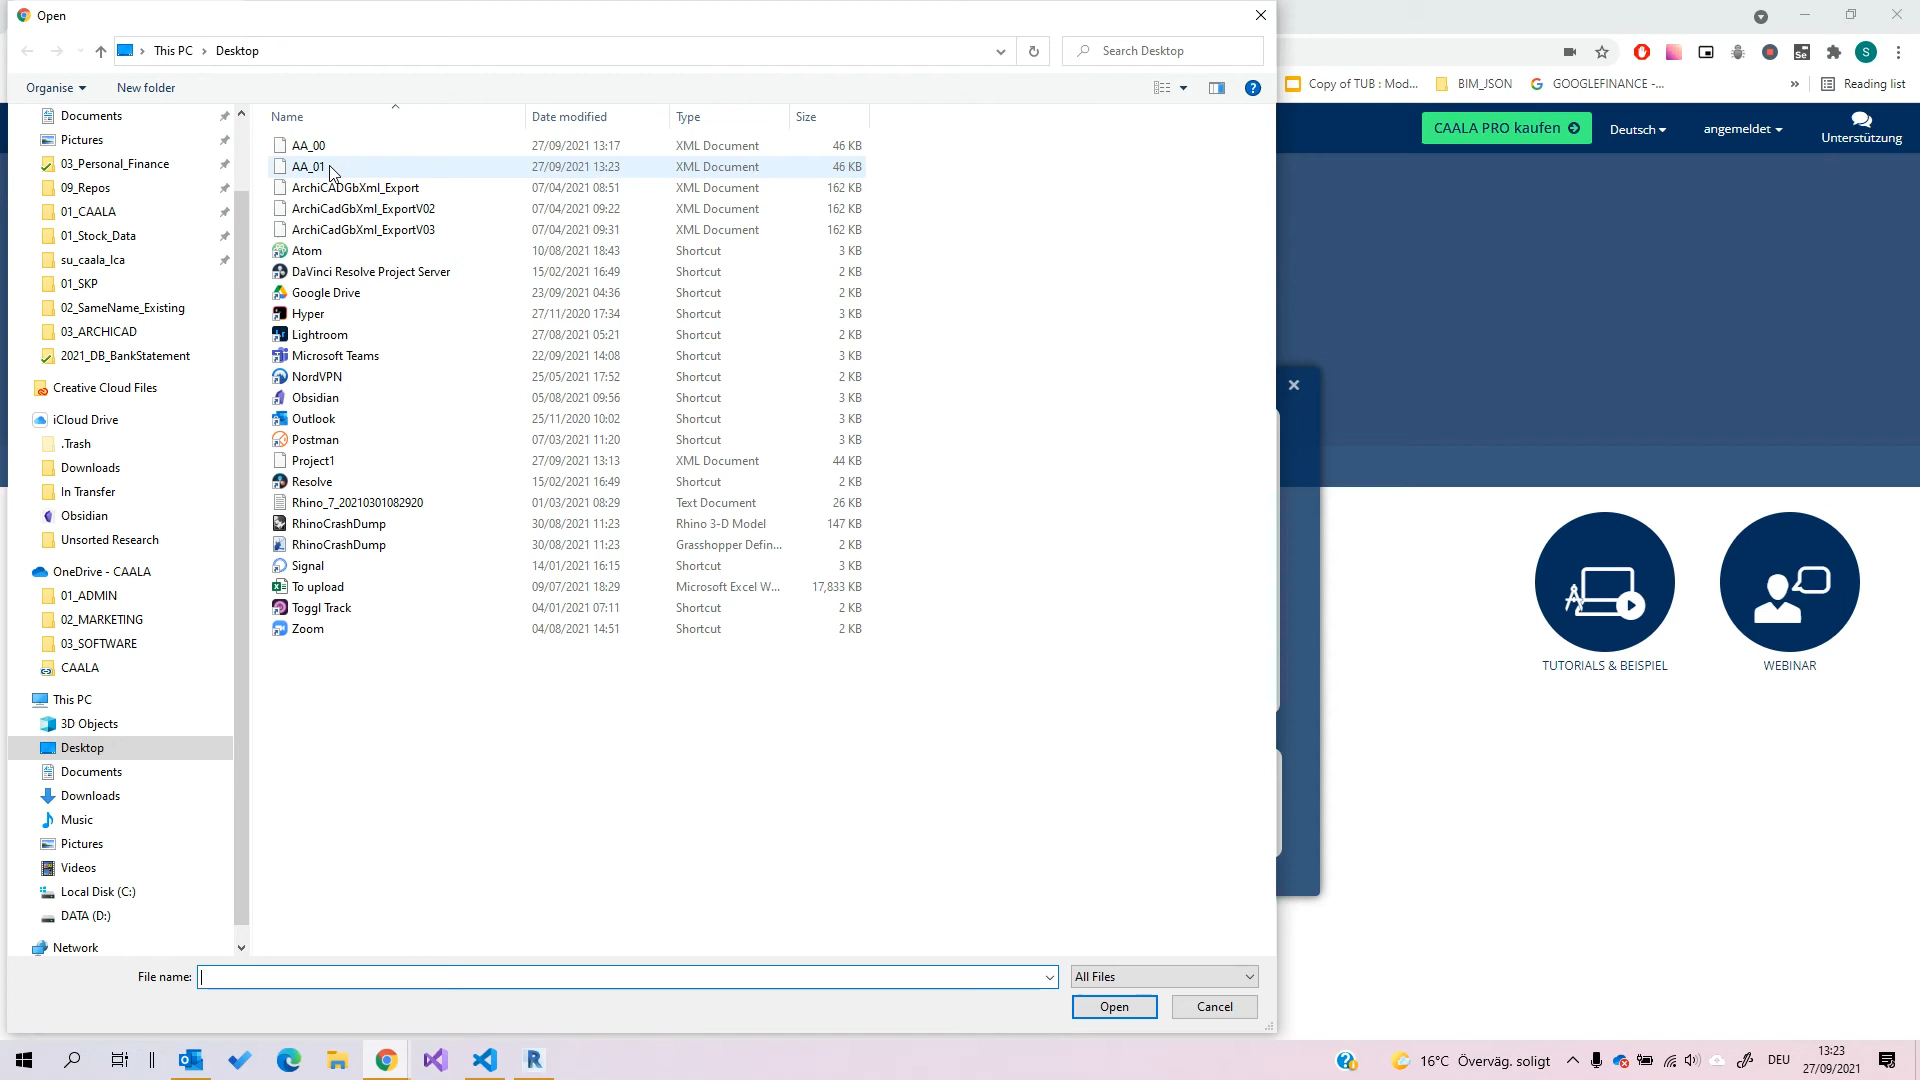 Open
This PC > Desktop
Search Desktop
Organise
New folder
Copy of TUB : Mod...
BIM_JSON
GOOGLEFINANCE -...
»
Reading list
CAALA PRO kaufen
Deutsch
angemeldet
Unterstützung
Documents
Pictures
03_Personal_Finance
09_Repos
01_CAALA
01_Stock_Data
su_caala_lca
01_SKP
02_SameName_Existing
03_ARCHICAD
2021_DB_BankStatement
Creative Cloud Files
iCloud Drive
.Trash
Downloads
In Transfer
Obsidian
Unsorted Research
OneDrive - CAALA
01_ADMIN
02_MARKETING
03_SOFTWARE
CAALA
This PC
3D Objects
Desktop
Documents
Downloads
Music
Pictures
Videos
Local Disk (C:)
DATA (D:)
Network
Name Date modified Type Size
AA_00 27/09/2021 13:17 XML Document 46 KB
AA_01 27/09/2021 13:23 XML Document 46 KB
ArchiCADGbXml_Export 07/04/2021 08:51 XML Document 162 KB
ArchiCadGbXml_ExportV02 07/04/2021 09:22 XML Document 162 KB
ArchiCadGbXml_ExportV03 07/04/2021 09:31 XML Document 162 KB
Atom 10/08/2021 18:43 Shortcut 3 KB
DaVinci Resolve Project Server 15/02/2021 16:49 Shortcut 2 KB
Google Drive 23/09/2021 04:36 Shortcut 2 KB
Hyper 27/11/2020 17:34 Shortcut 3 KB
Lightroom 27/08/2021 05:21 Shortcut 2 KB
Microsoft Teams 22/09/2021 14:08 Shortcut 3 KB
NordVPN 25/05/2021 17:52 Shortcut 2 KB
Obsidian 05/08/2021 09:56 Shortcut 3 KB
Outlook 25/11/2020 10:02 Shortcut 3 KB
Postman 07/03/2021 11:20 Shortcut 3 KB
Project1 27/09/2021 13:13 XML Document 44 KB
Resolve 15/02/2021 16:49 Shortcut 2 KB
Rhino_7_20210301082920 01/03/2021 08:29 Text Document 26 KB
RhinoCrashDump 30/08/2021 11:23 Rhino 3-D Model 147 KB
RhinoCrashDump 30/08/2021 11:23 Grasshopper Defin... 2 KB
Signal 14/01/2021 16:15 Shortcut 3 KB
To upload 09/07/2021 18:29 Microsoft Excel W... 17,833 KB
Toggl Track 04/01/2021 07:11 Shortcut 2 KB
Zoom 04/08/2021 14:51 Shortcut 2 KB
TUTORIALS & BEISPIEL
WEBINAR
File name:
All Files
Open
Cancel
16°C Överväg. soligt
DEU
13:23
27/09/2021